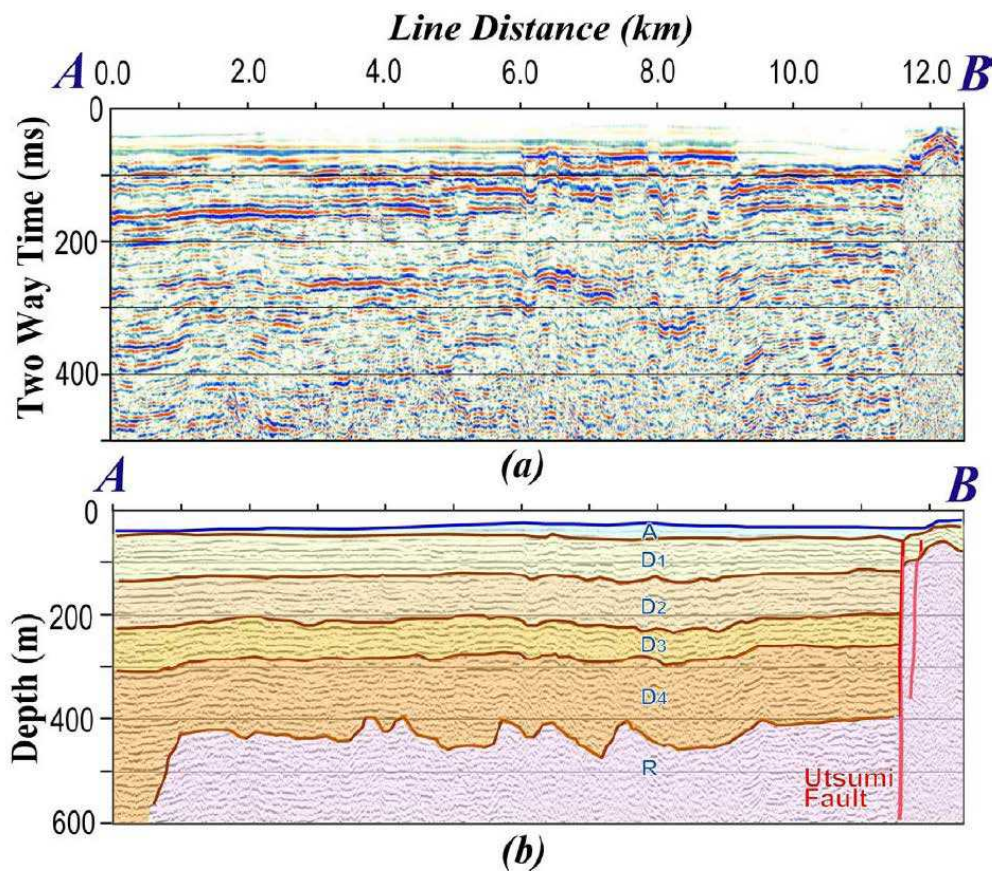 Line Distance (km)
A 0.0 2.0 4.0 6.0 8.0 10.0 12.0 B
Two Way Time (ms)
0
200
400
(a)
A B
Depth (m)
0
200
400
600
A
D1
D2
D3
D4
R
Utsumi
Fault
(b)